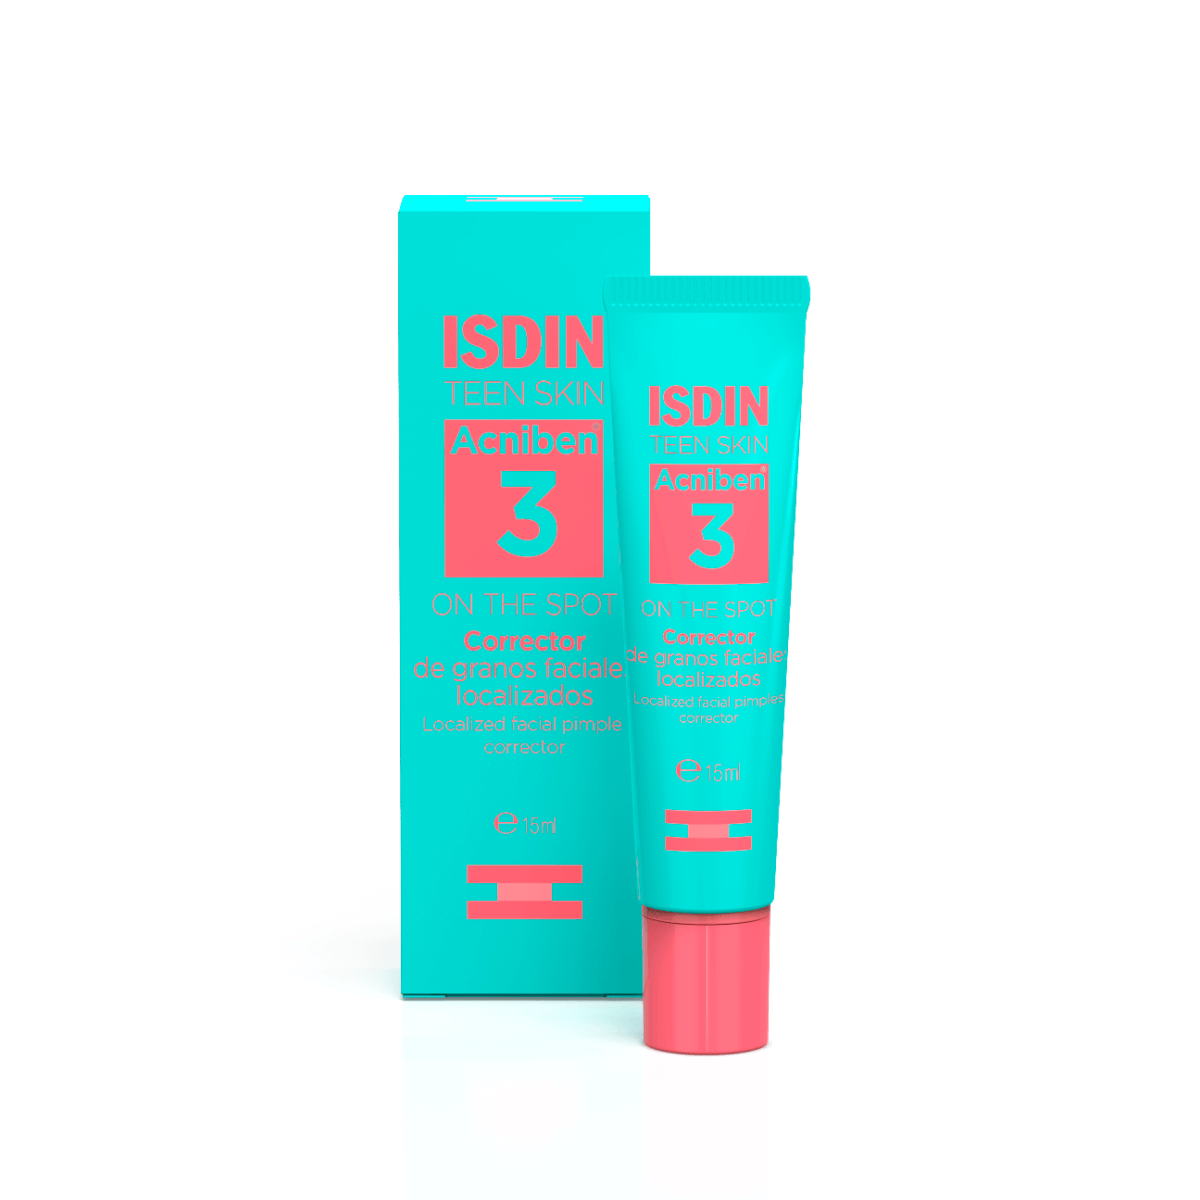 ISDIN
TEEN SKIN
Acniben®
3
ON THE SPOT
Corrector
de granos faciale
localizados
Localized facial pimple
corrector
e 15ml
ISDIN
TEEN SKIN
Acniben®
3
ON THE SPOT
Corrector
de granos faciales
localizados
Localized facial pimples
corrector
e 15ml